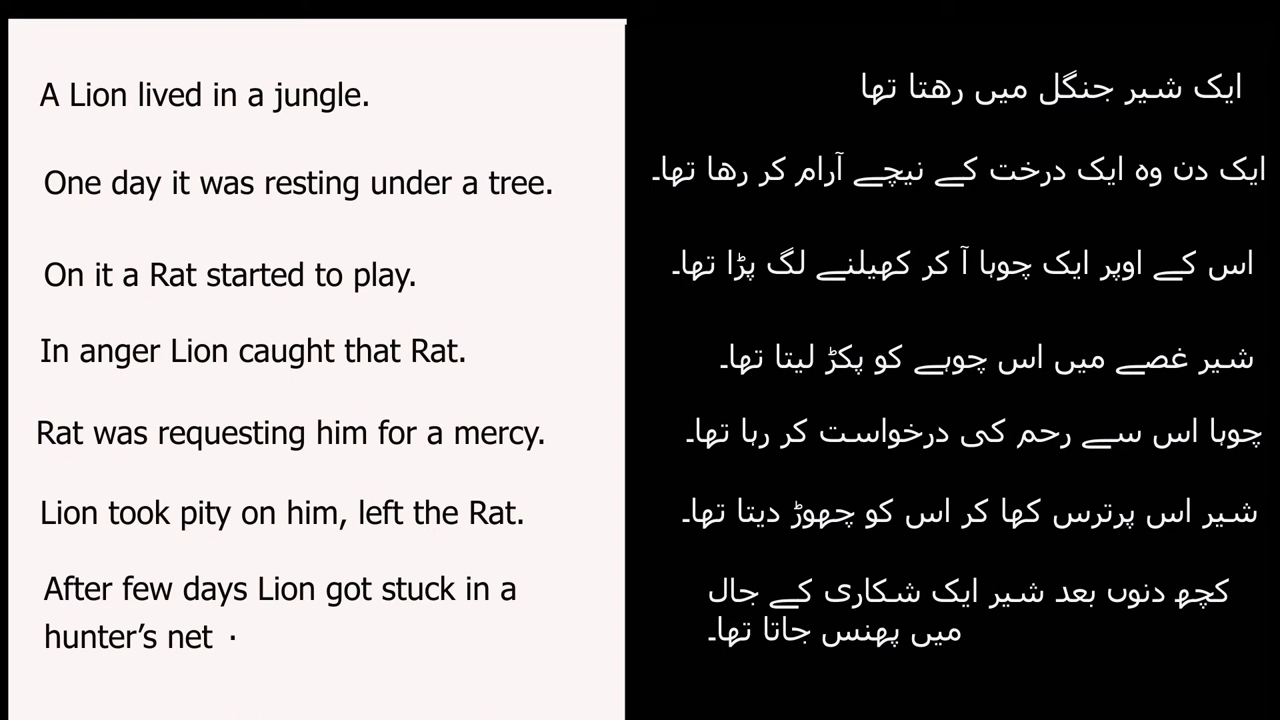 A Lion lived in a jungle.
One day it was resting under a tree.
On it a Rat started to play.
In anger Lion caught that Rat.
Rat was requesting him for a mercy.
Lion took pity on him, left the Rat.
After few days Lion got stuck in a
hunter’s net .
ایک شیر جنگل میں رھتا تھا
ایک دن وہ ایک درخت کے نیچے آرام کر رھا تھا۔
اس کے اوپر ایک چوہا آ کر کھیلنے لگ پڑا تھا۔
شیر غصے میں اس چوہے کو پکڑ لیتا تھا۔
چوہا اس سے رحم کی درخواست کر رہا تھا۔
شیر اس پرترس کھا کر اس کو چھوڑ دیتا تھا۔
کچھ دنوں بعد شیر ایک شکاری کے جال
میں پھنس جاتا تھا۔